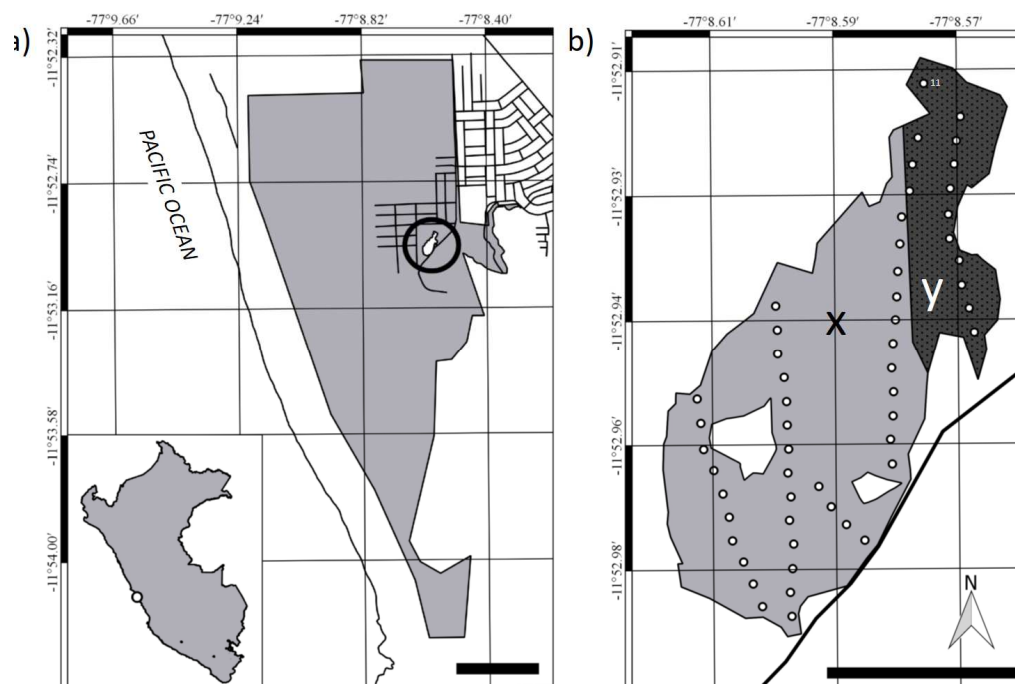 a)
-77°9.66' -77°9.24' -77°8.82' -77°8.40'
-11°52.32'
-11°52.74'
-11°53.16'
-11°53.58'
-11°54.00'
PACIFIC OCEAN
b)
-77°8.61' -77°8.59' -77°8.57'
-11°52.91'
-11°52.93'
-11°52.94'
-11°52.96'
-11°52.98'
11
y
x
N